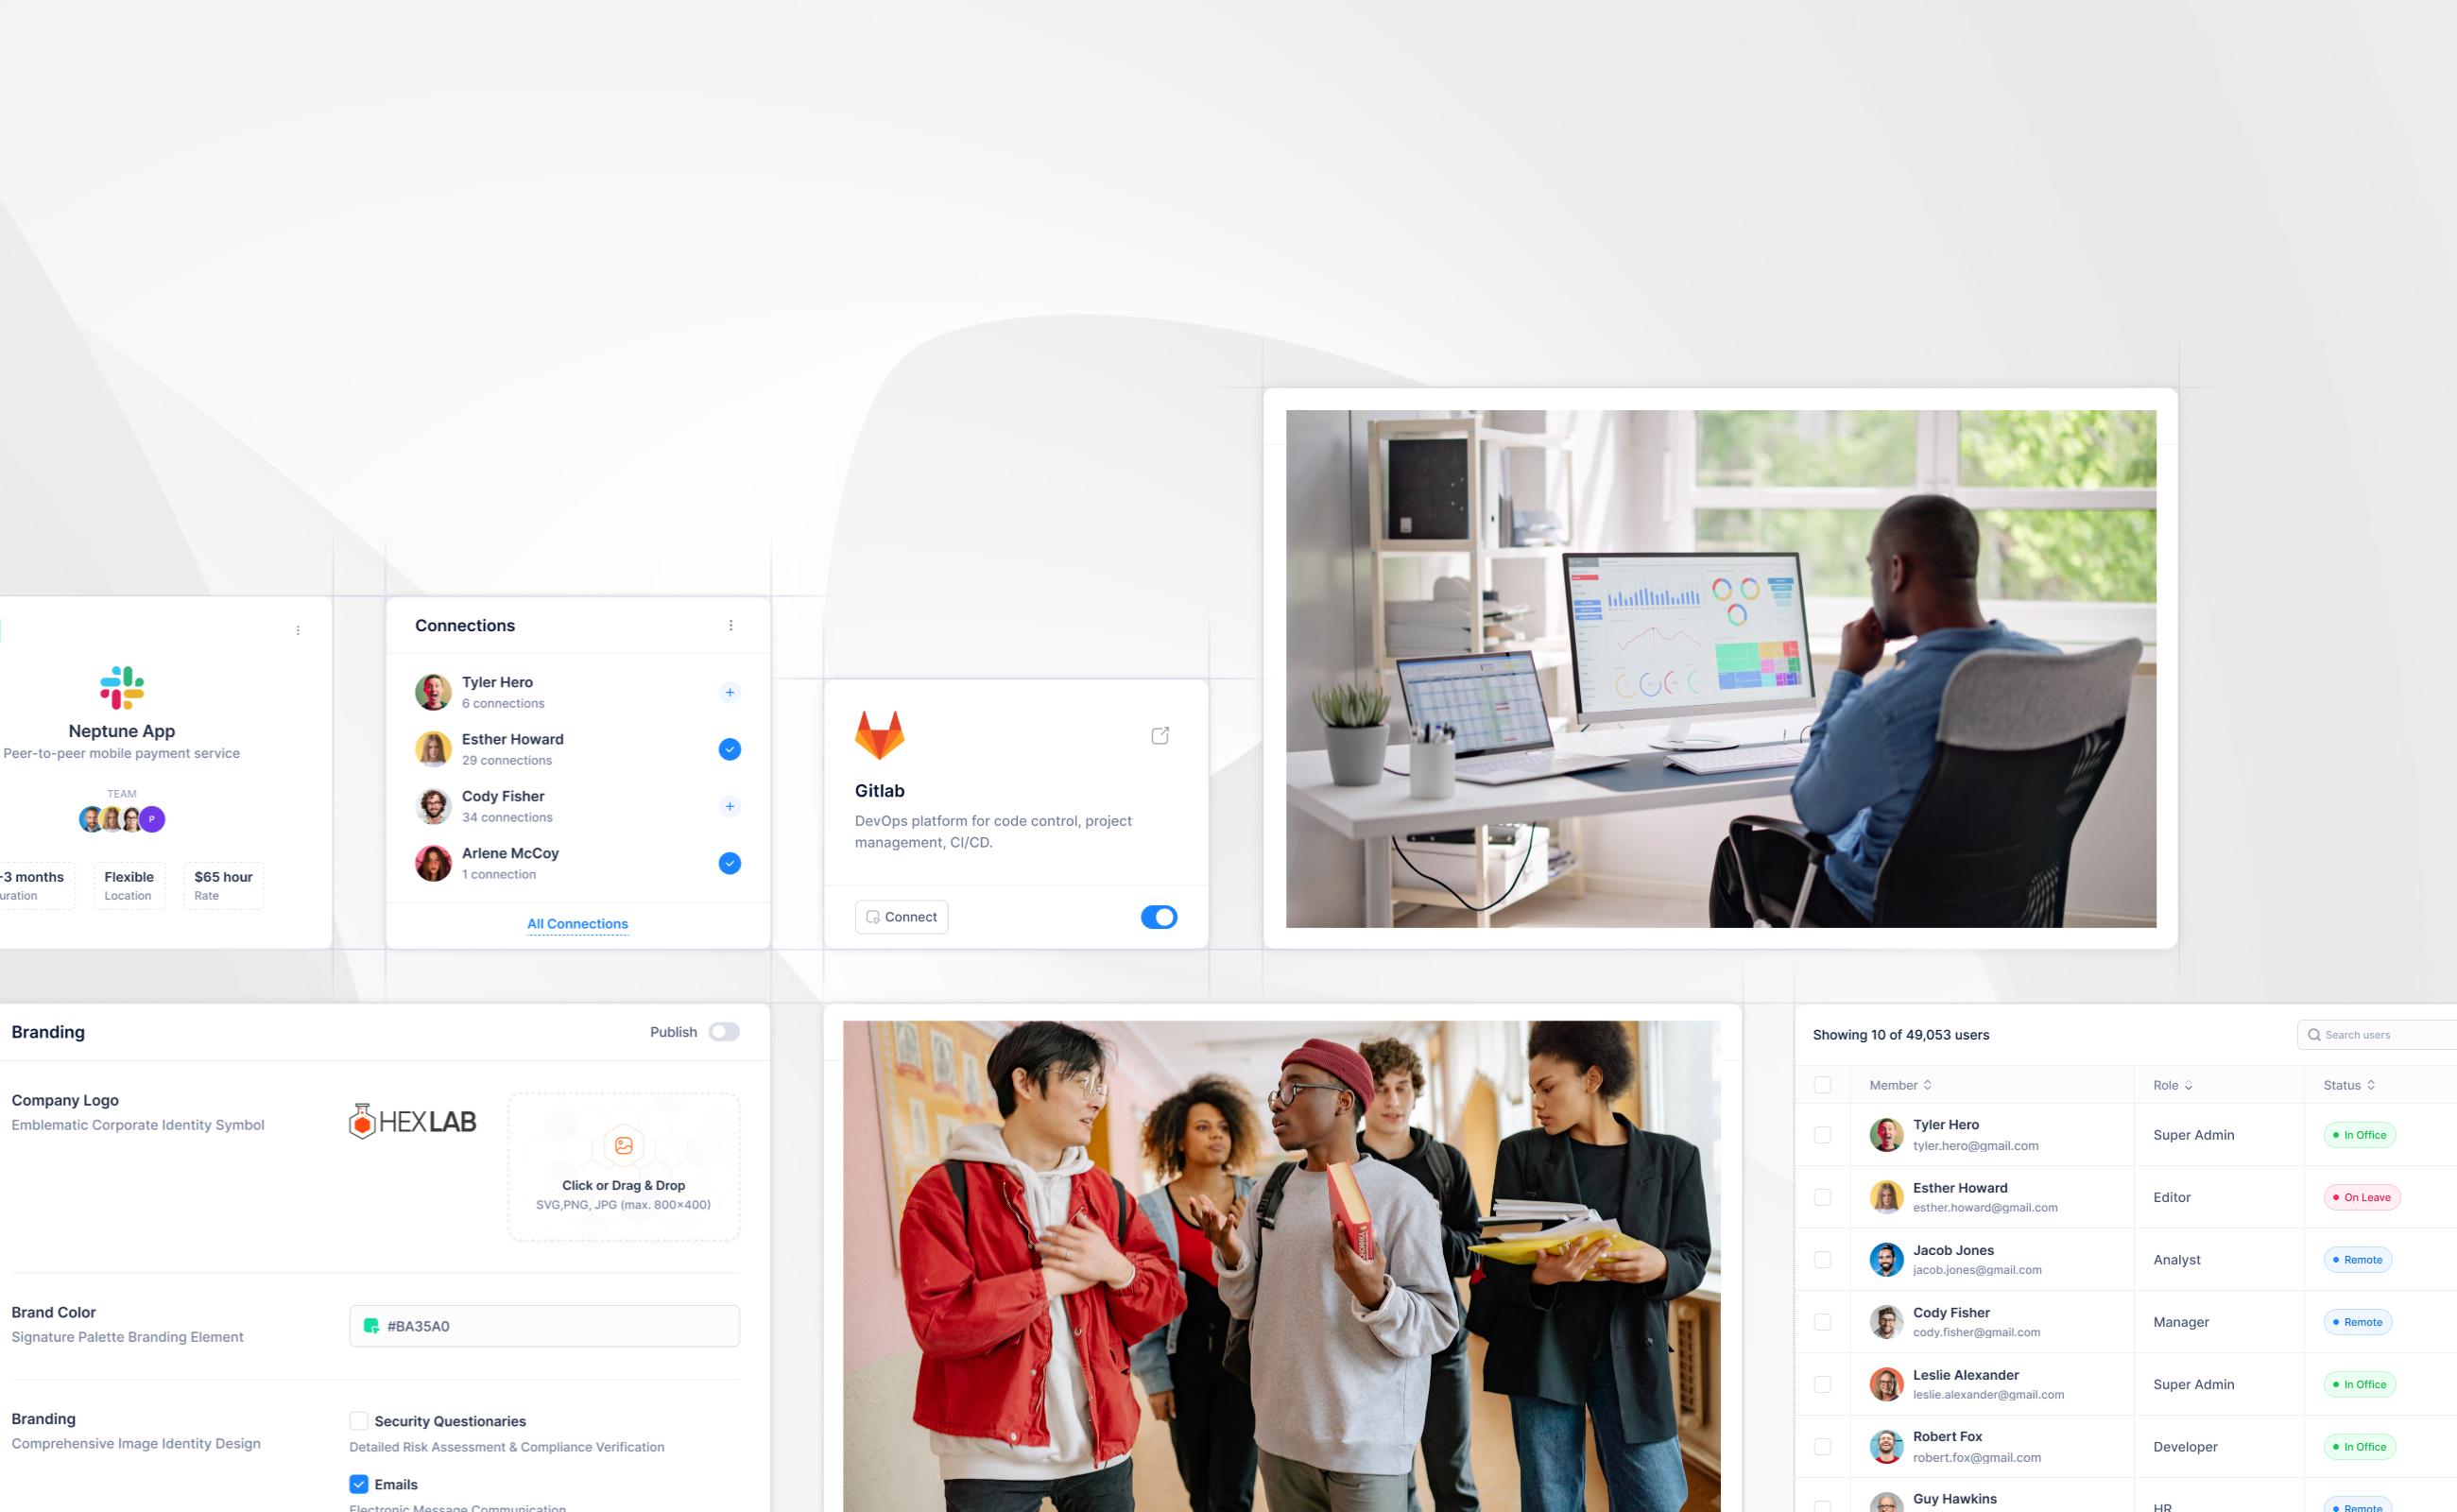 Neptune App
Peer-to-peer mobile payment service
TEAM
P
-3 months
Flexible
$65 hour
Location
Rate
Connections
Tyler Hero
6 connections
Esther Howard
29 connections
Cody Fisher
34 connections
Arlene McCoy
1 connection
All Connections
Gitlab
DevOps platform for code control, project
management, CI/CD.
Connect
Branding
Publish
Company Logo
Emblematic Corporate Identity Symbol
HEXLAB
Click or Drag & Drop
SVG,PNG, JPG (max. 800×400)
Brand Color
Signature Palette Branding Element
#BA35A0
Branding
Comprehensive Image Identity Design
Security Questionaries
Detailed Risk Assessment & Compliance Verification
Emails
Electronic Message Communication
Showing 10 of 49,053 users
Search users
Member
Role
Status
Tyler Hero
tyler.hero@gmail.com
Super Admin
In Office
Esther Howard
esther.howard@gmail.com
Editor
On Leave
Jacob Jones
jacob.jones@gmail.com
Analyst
Remote
Cody Fisher
cody.fisher@gmail.com
Manager
Remote
Leslie Alexander
leslie.alexander@gmail.com
Super Admin
In Office
Robert Fox
robert.fox@gmail.com
Developer
In Office
Guy Hawkins
HR
Remote